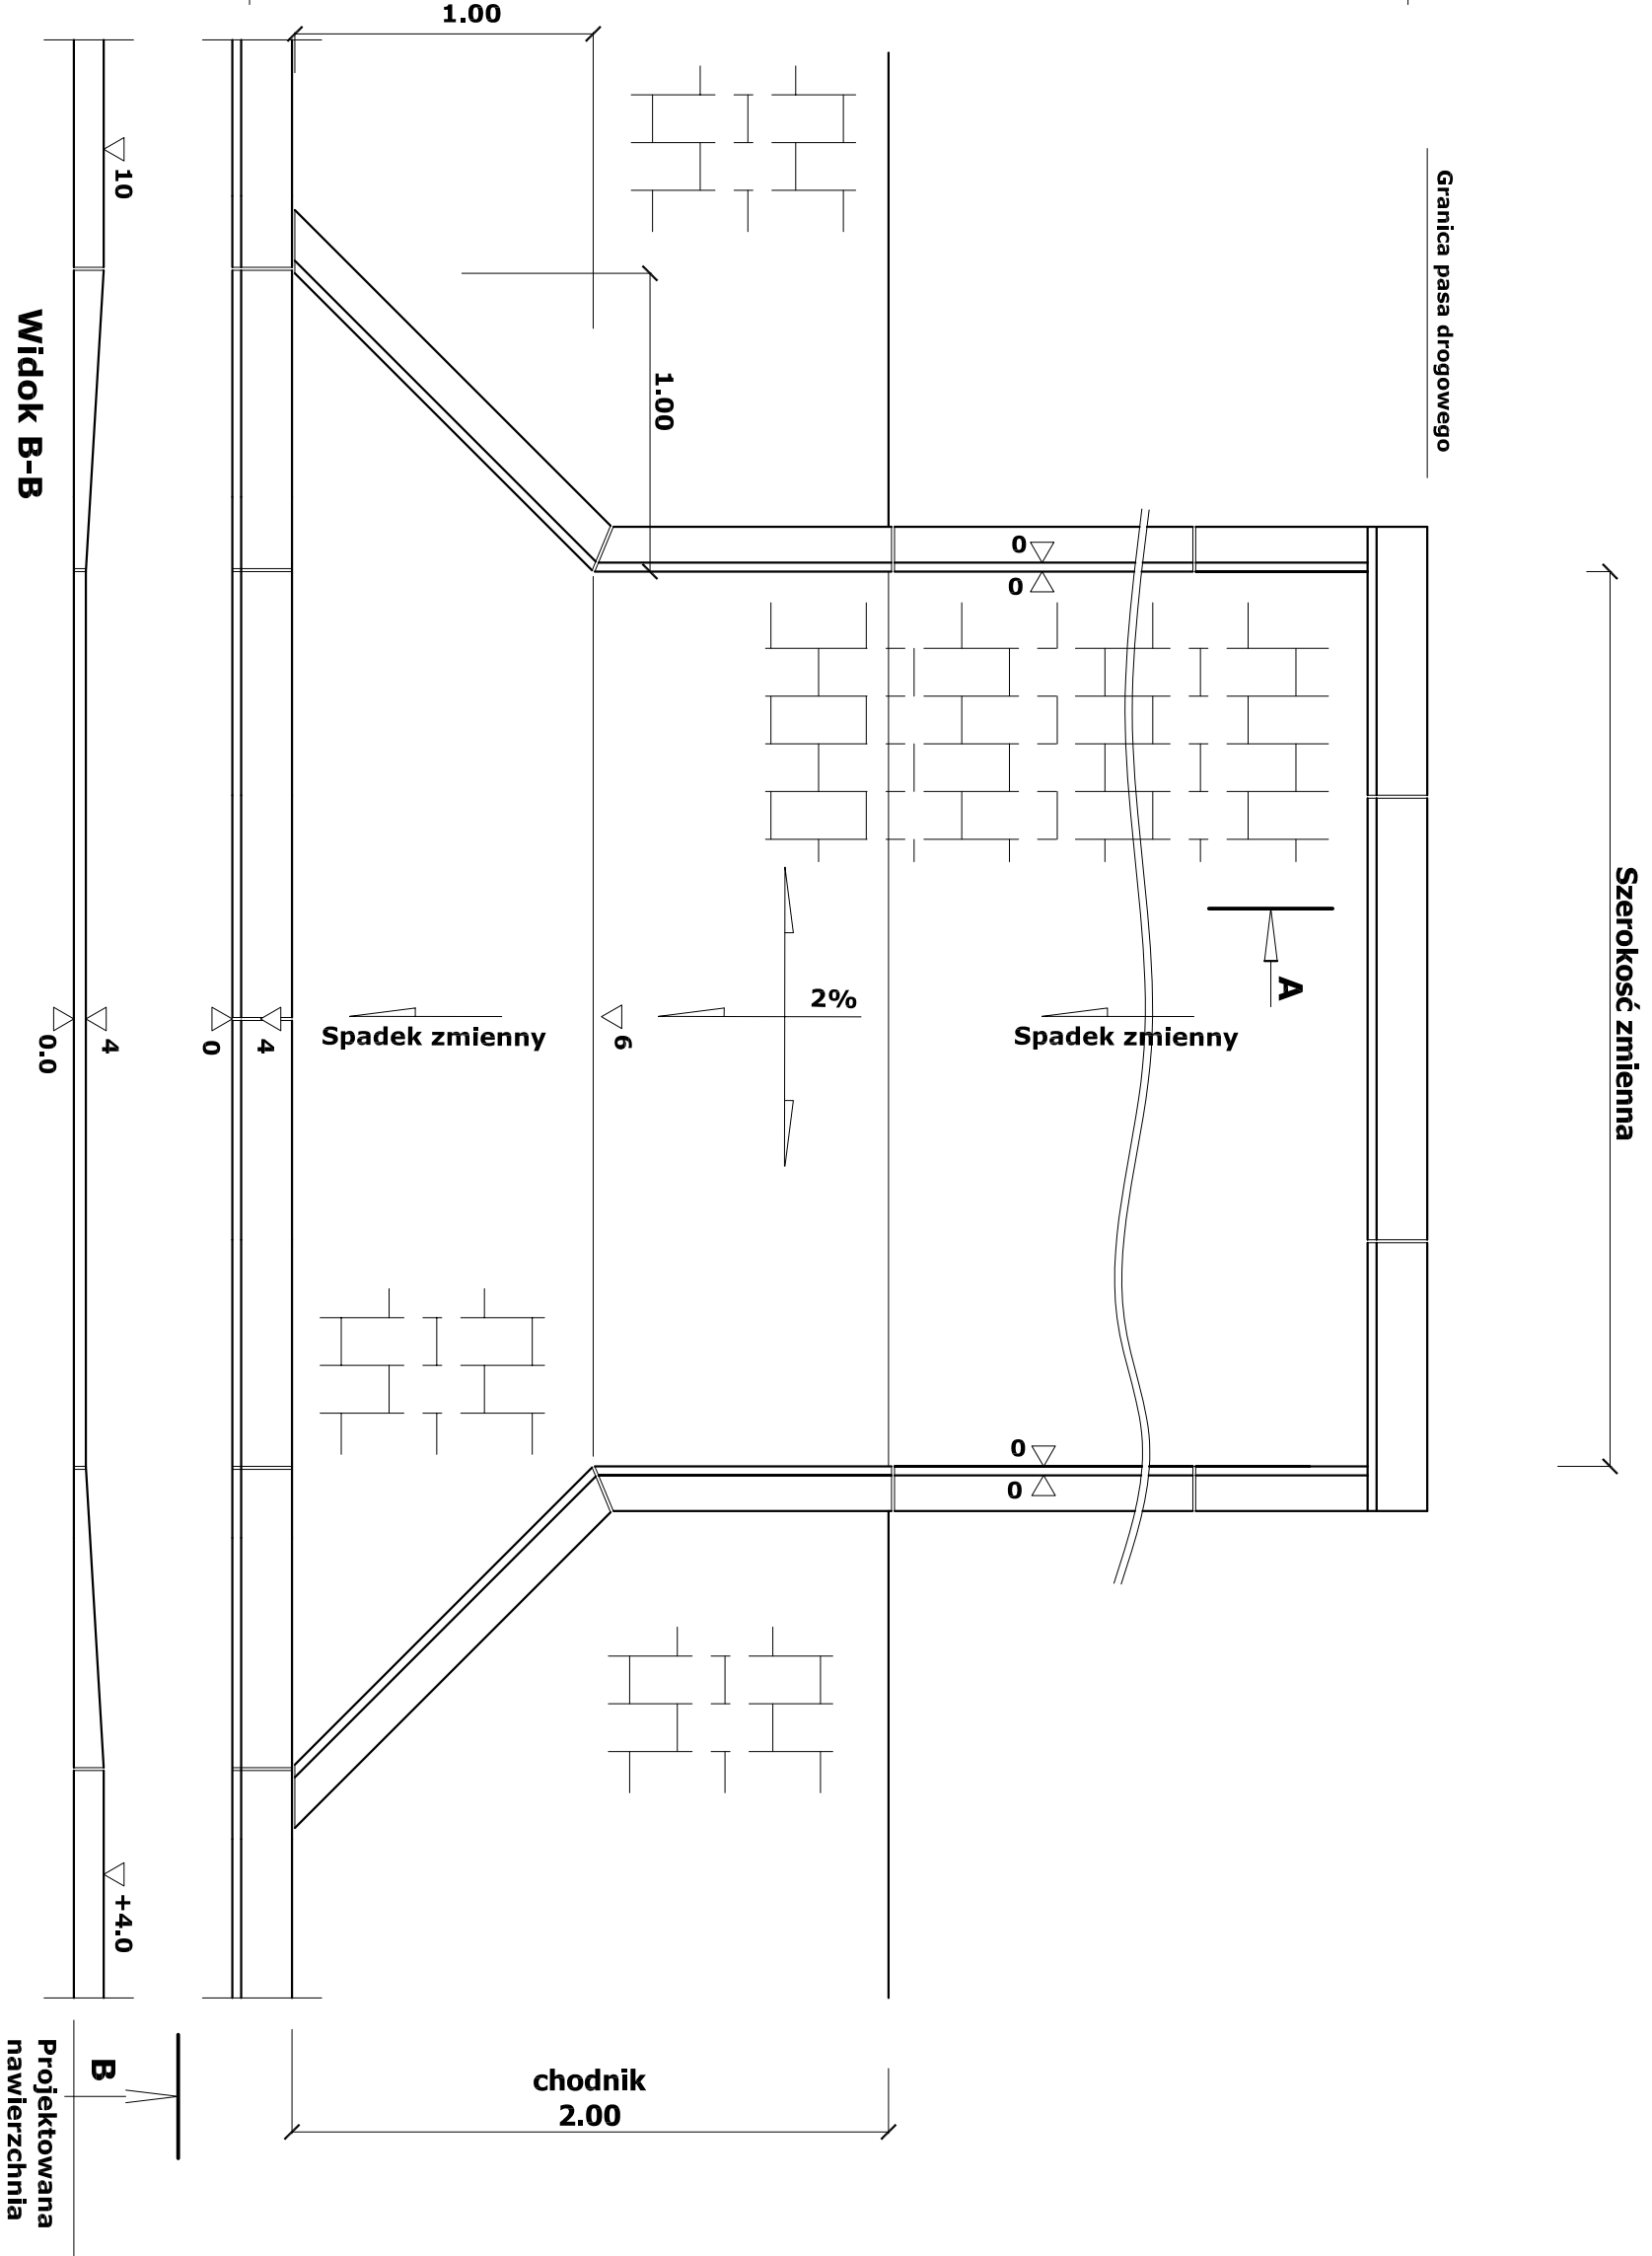 1.00
10
Granica pasa drogowego
Widok B-B
1.00
0
0
Szerokość zmienna
A
2%
Spadek zmienny
6
Spadek zmienny
0.0
4
0
4
0
0
+4.0
B
chodnik
2.00
Projektowana
nawierzchnia